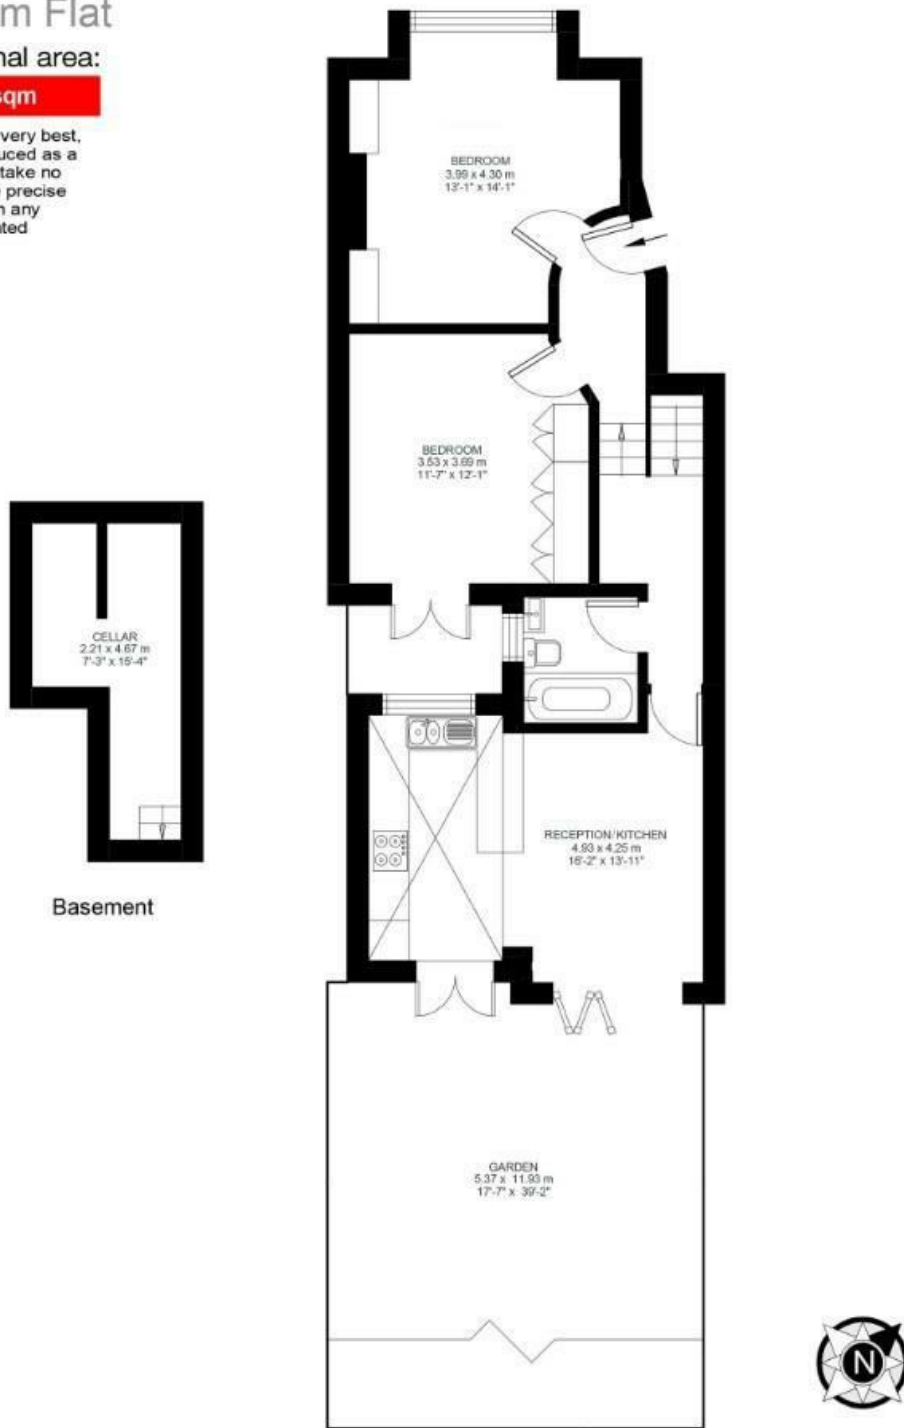 m Flat
nal area:
sqm
very best,
uced as a
take no
precise
n any
ted
BEDROOM
3.99 x 4.30 m
13'-1" x 14'-1"
BEDROOM
3.53 x 3.69 m
11'-7" x 12'-1"
CELLAR
2.21 x 4.67 m
7'-3" x 15'-4"
Basement
RECEPTION/KITCHEN
4.93 x 4.25 m
16'-2" x 13'-11"
GARDEN
5.37 x 11.93 m
17'-7" x 39'-2"
N